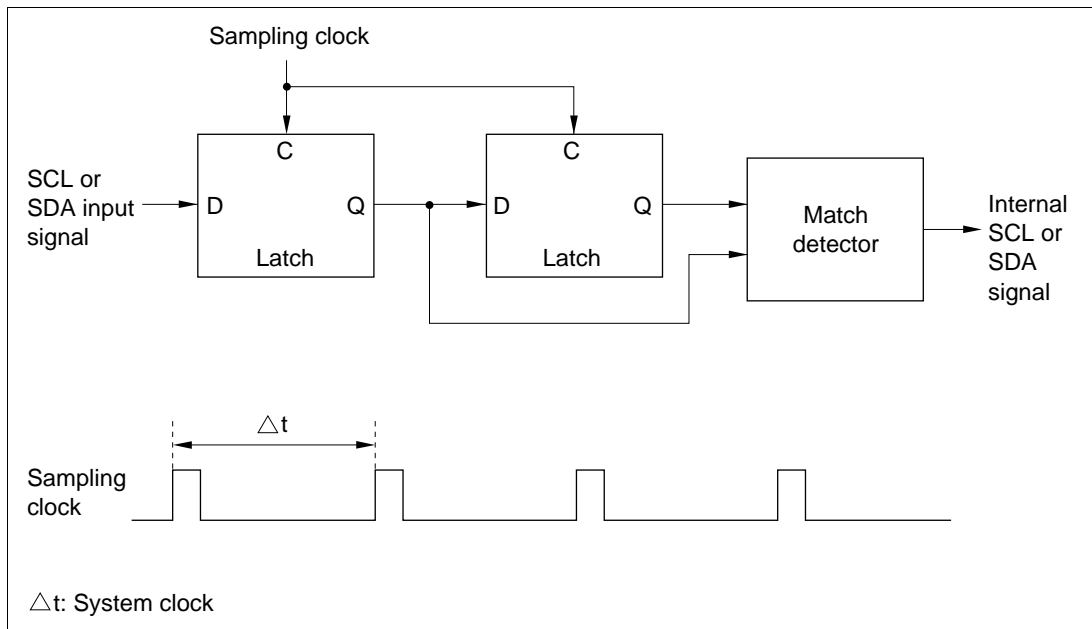 Sampling clock
C
C
SCL or
SDA input
signal
D
Q
D
Q
Latch
Latch
Match
detector
Internal
SCL or
SDA
signal
△t
Sampling
clock
△t: System clock